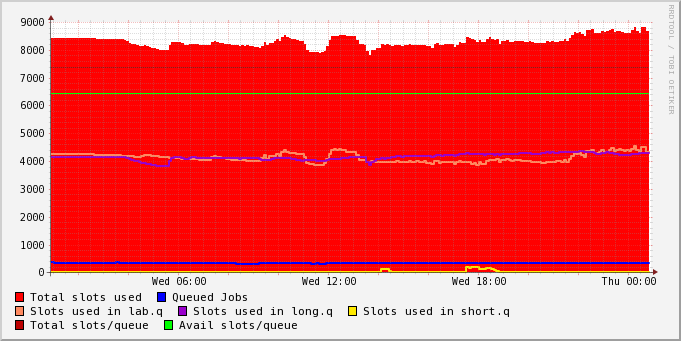 9000
8000
7000
6000
5000
4000
3000
2000
1000
0
Wed 06:00 Wed 12:00 Wed 18:00 Thu 00:00
Total slots used Queued Jobs
Slots used in lab.q Slots used in long.q Slots used in short.q
Total slots/queue Avail slots/queue
RRDTOOL / TOBI OETIKER